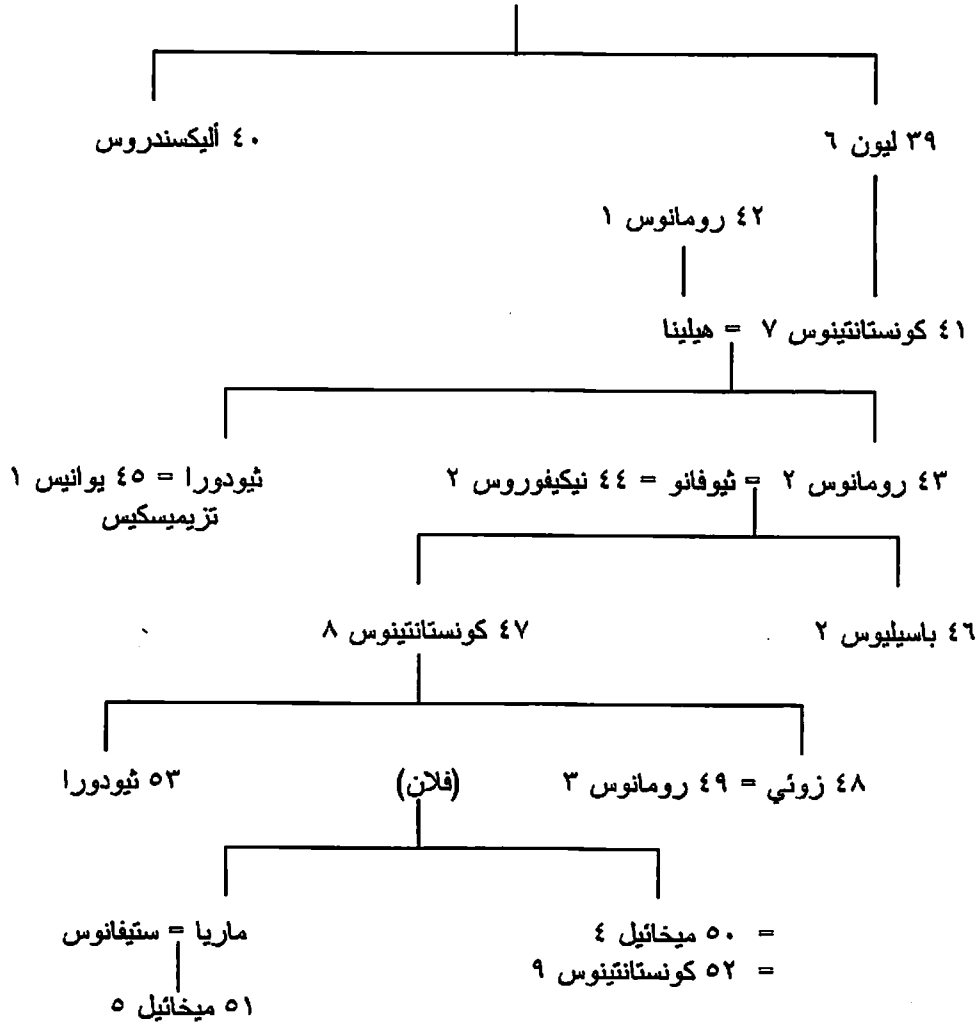 ٣٩ ليون ٦ ٤٠ أليكسندروس
٤٢ رومانوس ١
٤١ كونستانتينوس ٧ = هيلينا
٤٣ رومانوس ٢ = ثيوفانو = ٤٤ نيكيفوروس ٢ ثيودورا = ٤٥ يوانيس ١
تزيميسكيس
٤٦ باسيليوس ٢ ٤٧ كونستانتينوس ٨
٤٨ زوئي = ٤٩ رومانوس ٣ (فلان) ٥٣ ثيودورا
= ٥٠ ميخائيل ٤ ماريا = ستيفانوس
= ٥٢ كونستانتينوس ٩
٥١ ميخائيل ٥